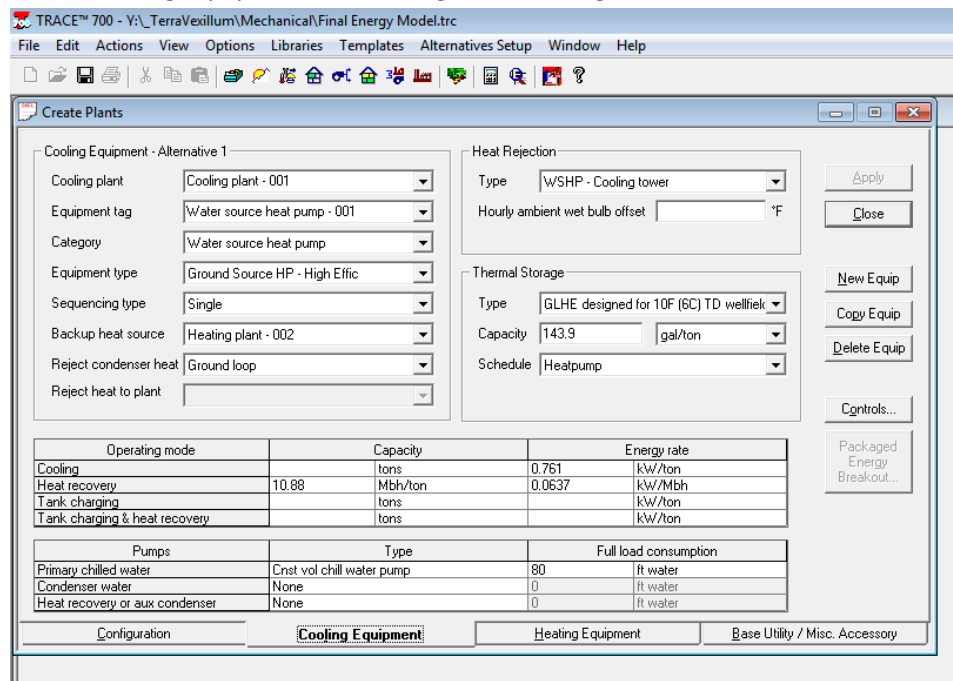 TRACE™ 700 - Y:\_TerraVexillum\Mechanical\Final Energy Model.trc
File Edit Actions View Options Libraries Templates Alternatives Setup Window Help
Create Plants
Cooling Equipment - Alternative 1
Cooling plant Cooling plant - 001
Equipment tag Water source heat pump - 001
Category Water source heat pump
Equipment type Ground Source HP - High Effic
Sequencing type Single
Backup heat source Heating plant - 002
Reject condenser heat Ground loop
Reject heat to plant
Heat Rejection
Type WSHP - Cooling tower
Hourly ambient wet bulb offset °F
Thermal Storage
Type GLHE designed for 10F (6C) TD wellfielc
Capacity 143.9 gal/ton
Schedule Heatpump
Apply
Close
New Equip
Copy Equip
Delete Equip
Controls...
Packaged
Energy
Breakout...
Operating mode Capacity Energy rate
Cooling tons 0.761 kW/ton
Heat recovery 10.88 Mbh/ton 0.0637 kW/Mbh
Tank charging tons kW/ton
Tank charging & heat recovery tons kW/ton
Pumps Type Full load consumption
Primary chilled water Cnst vol chill water pump 80 ft water
Condenser water None 0 ft water
Heat recovery or aux condenser None 0 ft water
Configuration Cooling Equipment Heating Equipment Base Utility / Misc. Accessory